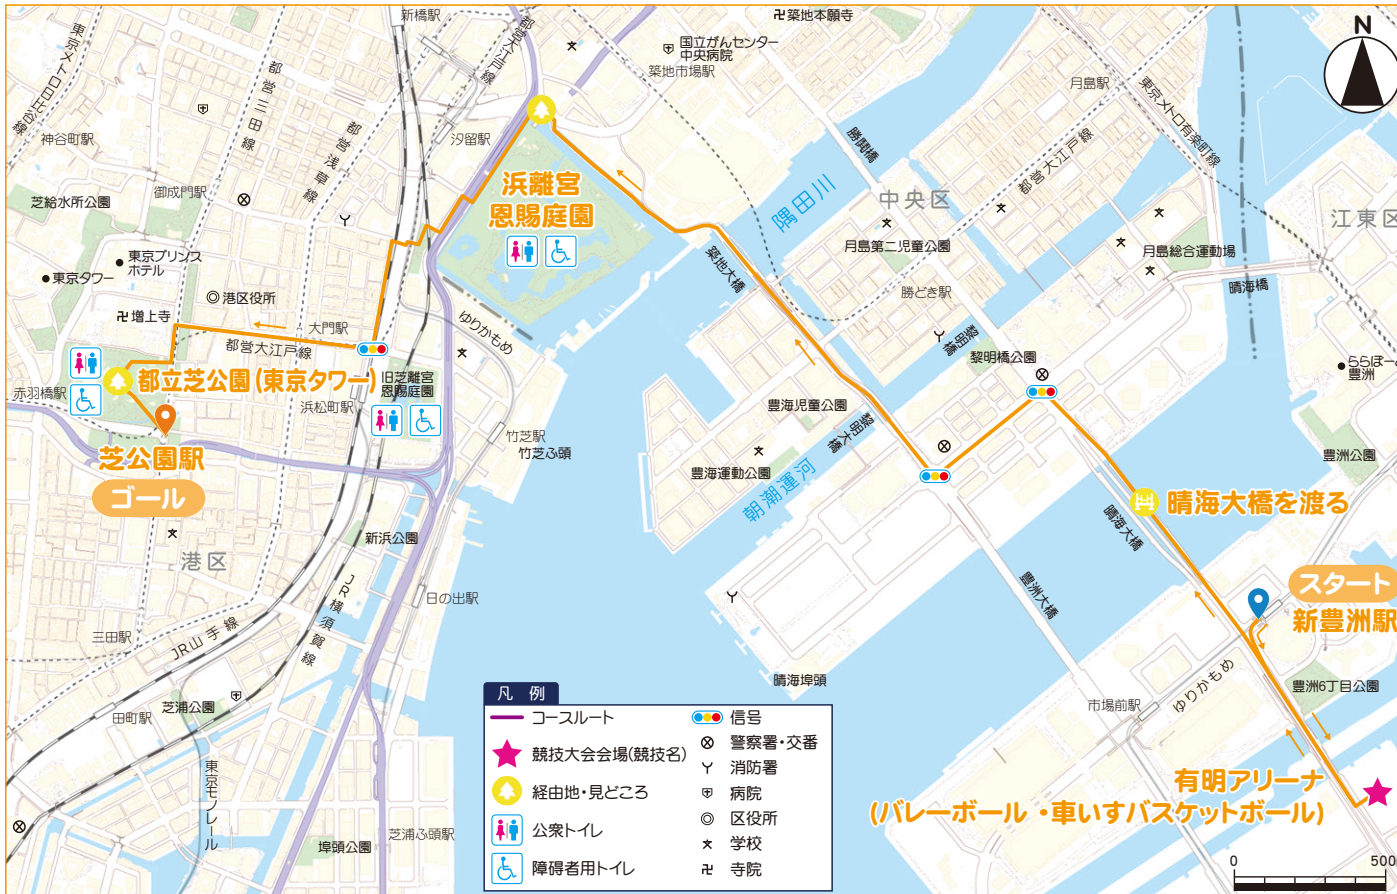 新橋駅
都営大江戸線
卍築地本願寺
国立がんセンター
中央病院
築地市場駅
N
東京メトロ日比谷線
都営三田線
都営浅草線
月島駅
東京メトロ有楽町線
神谷町駅
汐留駅
勝鬨橋
都営大江戸線
御成門駅
浜離宮
恩賜庭園
隅田川
中央区
江東区
芝給水所公園
東京プリンス
ホテル
東京タワー
月島第二児童公園
月島総合運動場
築地大橋
晴海橋
港区役所
勝どき駅
卍増上寺
大門駅
ゆりかもめ
都営大江戸線
黎明橋
黎明橋公園
ららぽーと
豊洲
赤羽橋駅
都立芝公園(東京タワー)
旧芝離宮
恩賜庭園
浜松町駅
豊海児童公園
黎明大橋
竹芝駅
竹芝ふ頭
芝公園駅
ゴール
豊海運動公園
朝潮運河
豊洲公園
晴海大橋を渡る
晴海大橋
新浜公園
港区
JR横須賀線
日の出駅
豊洲大橋
スタート
新豊洲駅
三田駅
JR山手線
晴海埠頭
豊洲6丁目公園
ゆりかもめ
市場前駅
芝浦公園
田町駅
東京モノレール
有明アリーナ
(バレーボール・車いすバスケットボール)
芝浦ふ頭駅
埠頭公園
凡例
コースルート
信号
競技大会会場(競技名)
警察署・交番
消防署
経由地・見どころ
病院
公衆トイレ
区役所
学校
障碍者用トイレ
卍 寺院
0
500